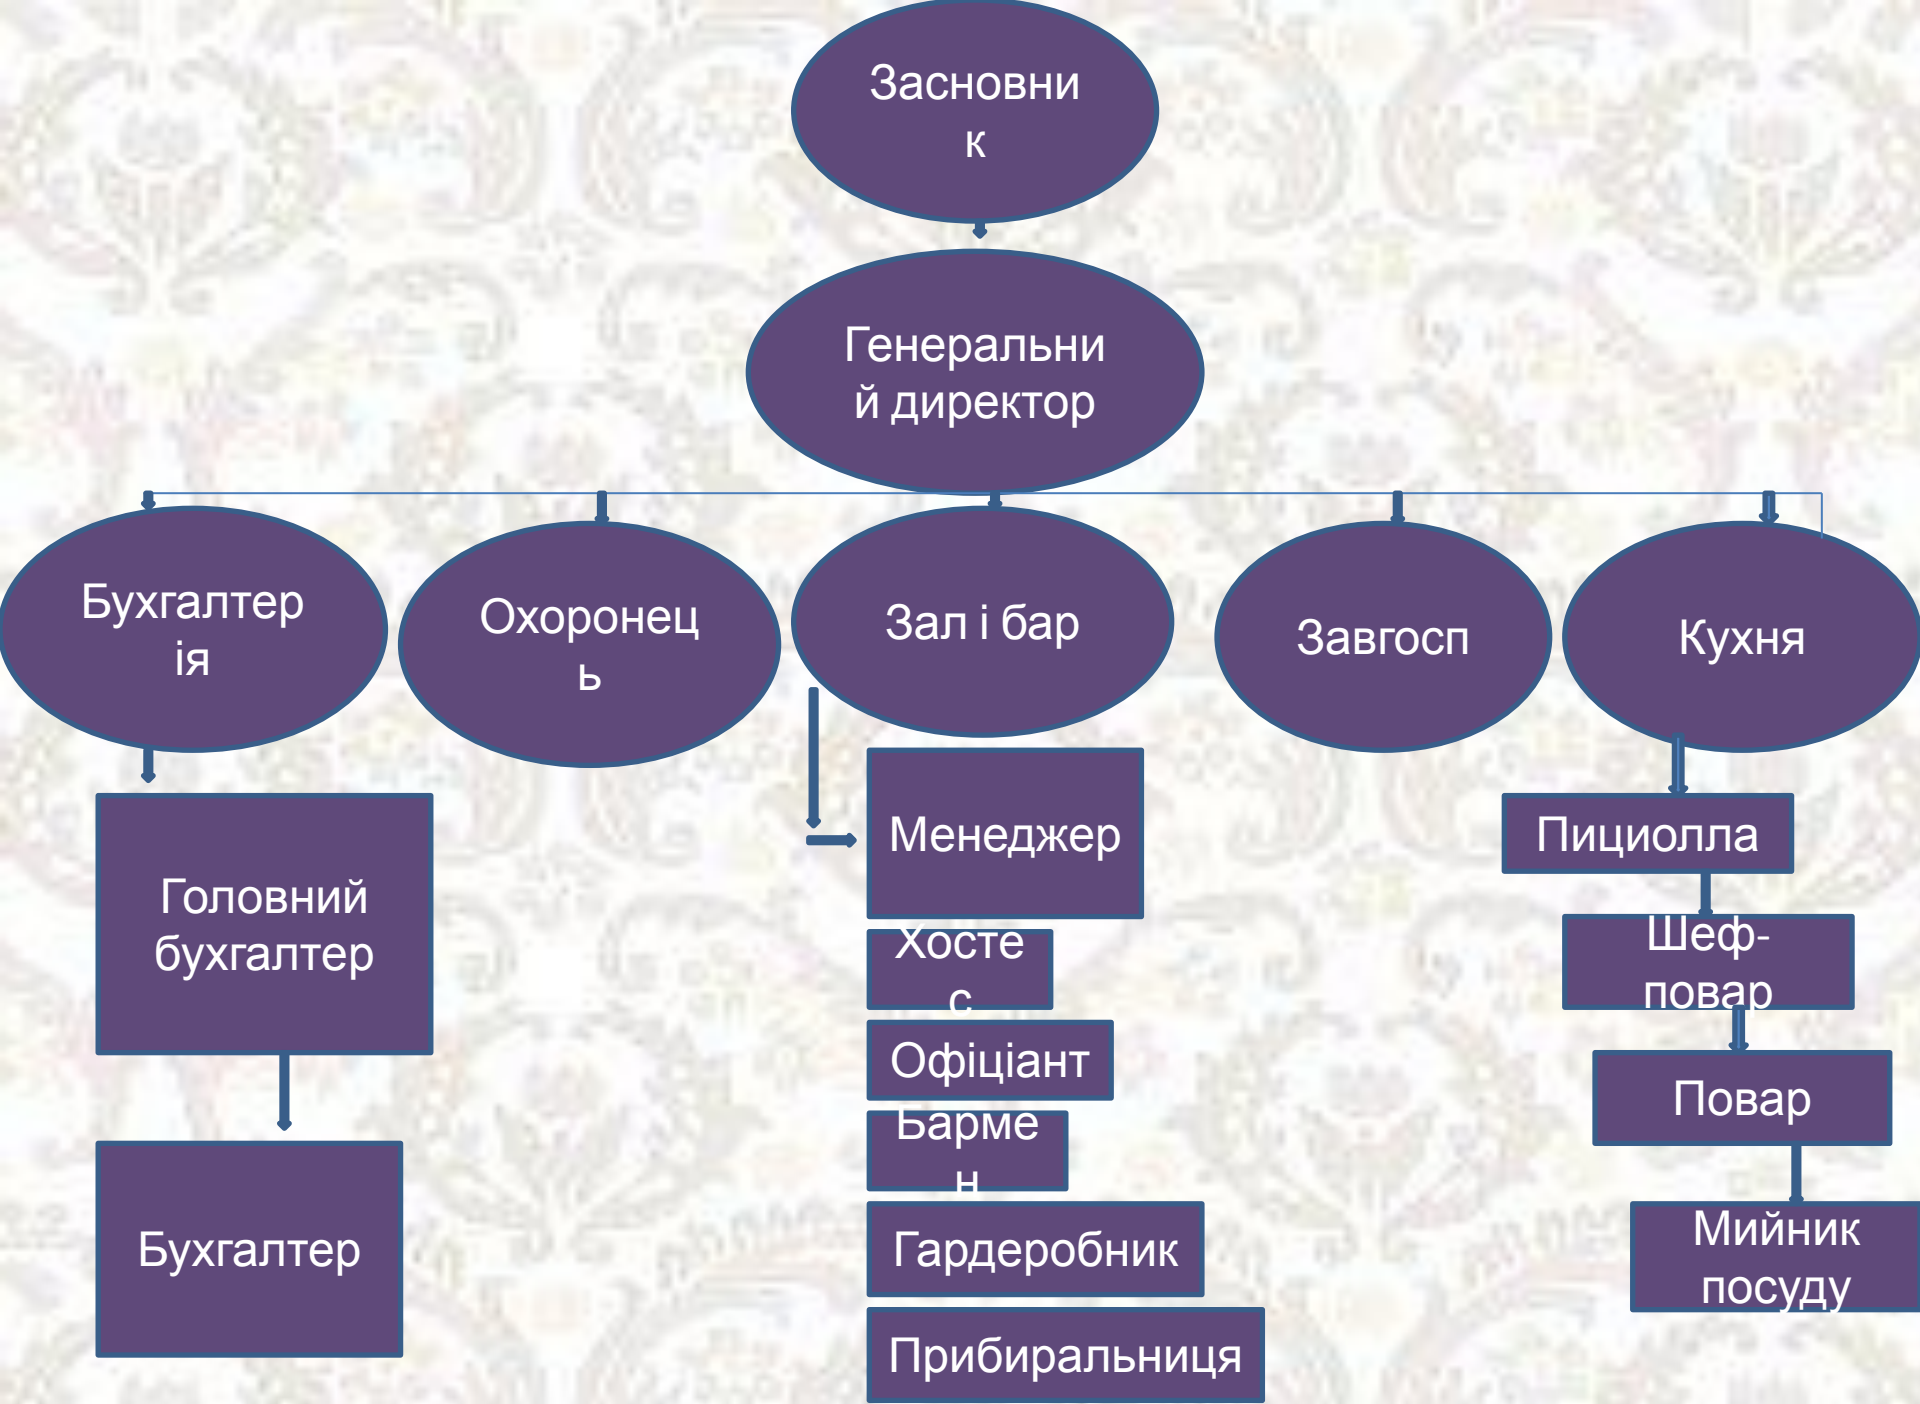 Засновни
к
Генеральни
й директор
Бухгалтер
ія
Охоронец
ь
Зал і бар
Завгосп
Кухня
Головний
бухгалтер
Бухгалтер
Менеджер
Хосте
с
Офіціант
Барме
н
Гардеробник
Прибиральниця
Пициолла
Шеф-
повар
Повар
Мийник
посуду